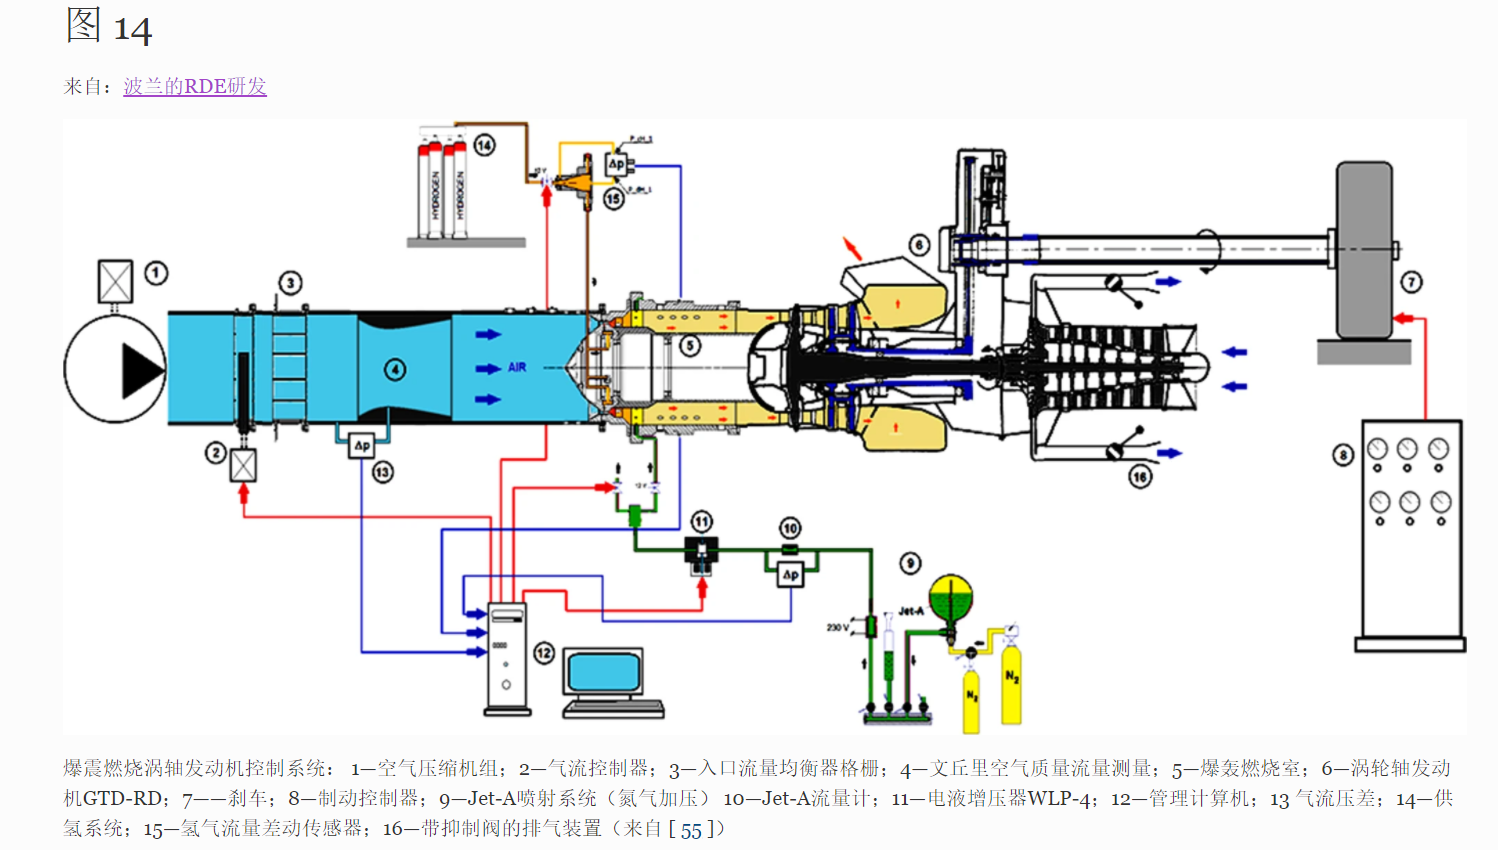 图 14
来自：波兰的RDE研发
14
P_cH_1
Δp
HYDROGEN
HYDROGEN
15
1
3
6
7
5
4
AIR
2
Δp
13
8
16
12 V
11
10
Δp
9
Jet-A
230 V
12
N₂
N₂
爆震燃烧涡轴发动机控制系统： 1—空气压缩机组；2—气流控制器；3—入口流量均衡器格栅；4—文丘里空气质量流量测量；5—爆轰燃烧室；6—涡轮轴发动
机GTD-RD；7——刹车；8—制动控制器；9—Jet-A喷射系统（氮气加压） 10—Jet-A流量计；11—电液增压器WLP-4；12—管理计算机；13 气流压差；14—供
氢系统；15—氢气流量差动传感器；16—带抑制阀的排气装置（来自 [ 55 ]）